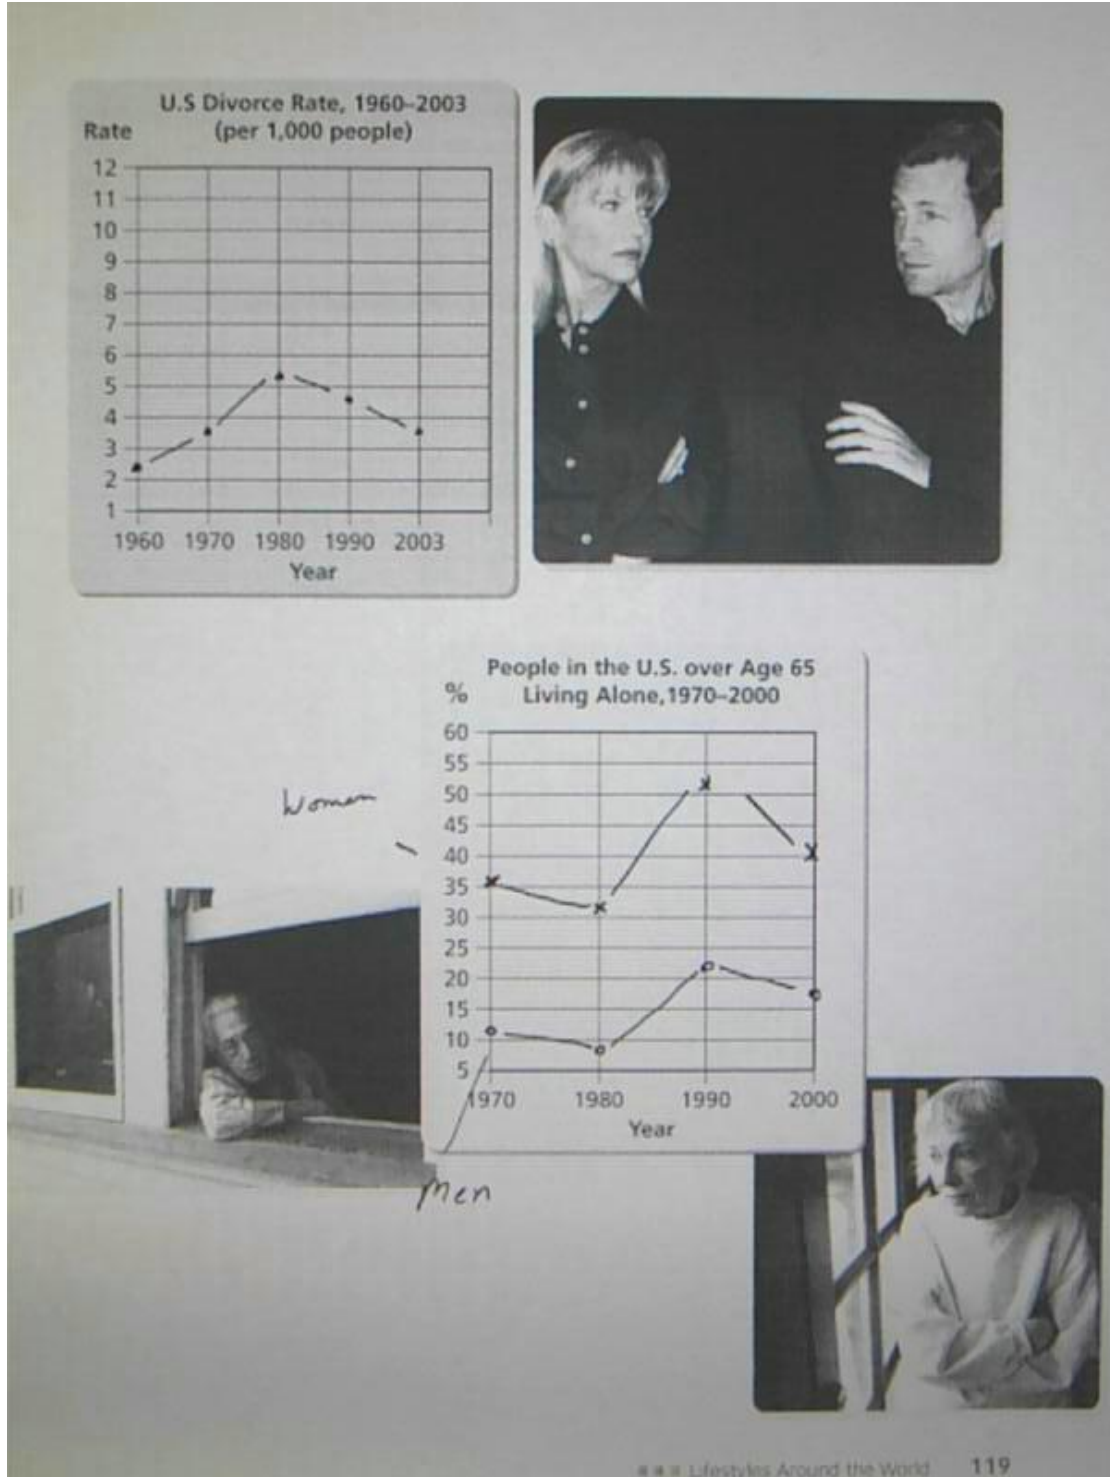 U.S Divorce Rate, 1960–2003
Rate (per 1,000 people)
12
11
10
9
8
7
6
5
4
3
2
1
1960 1970 1980 1990 2003
Year
People in the U.S. over Age 65
% Living Alone, 1970–2000
60
55
50
Women
45
40
35
30
25
20
15
10
5
1970 1980 1990 2000
Year
Men
Lifestyles Around the World 119